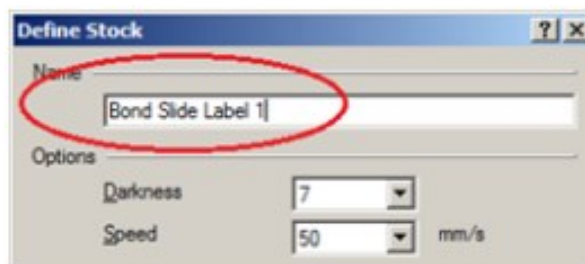 Define Stock
Name
Bond Slide Label 1
Options
Darkness 7
Speed 50 mm/s